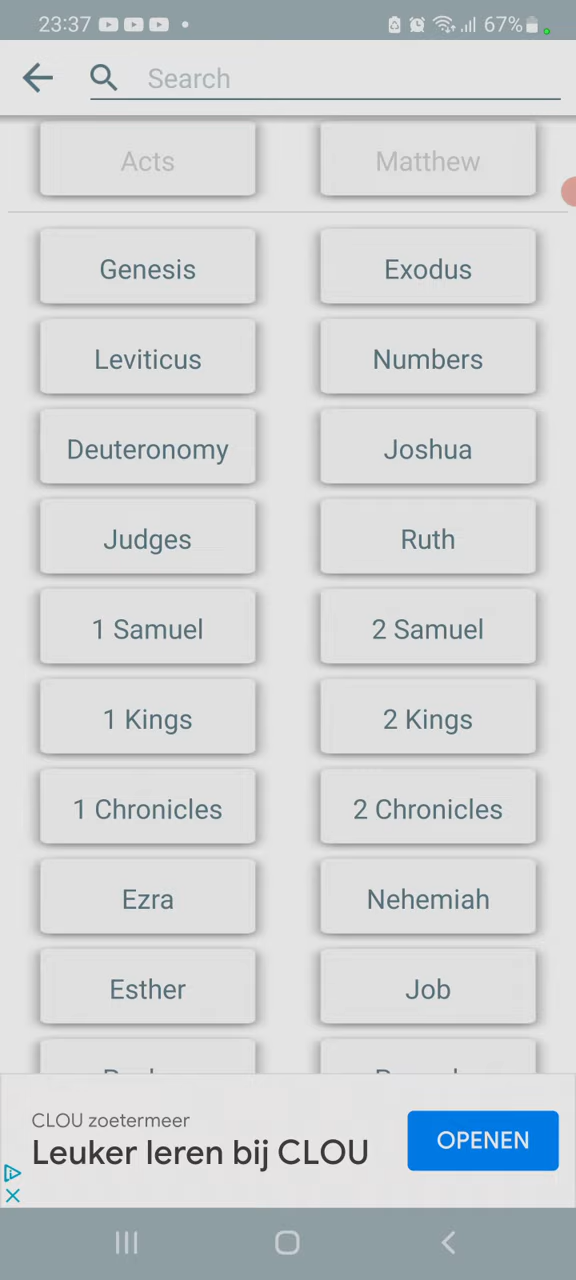 23:37 67%
Search
Acts Matthew
Genesis Exodus
Leviticus Numbers
Deuteronomy Joshua
Judges Ruth
1 Samuel 2 Samuel
1 Kings 2 Kings
1 Chronicles 2 Chronicles
Ezra Nehemiah
Esther Job
CLOU zoetermeer
Leuker leren bij CLOU
OPENEN